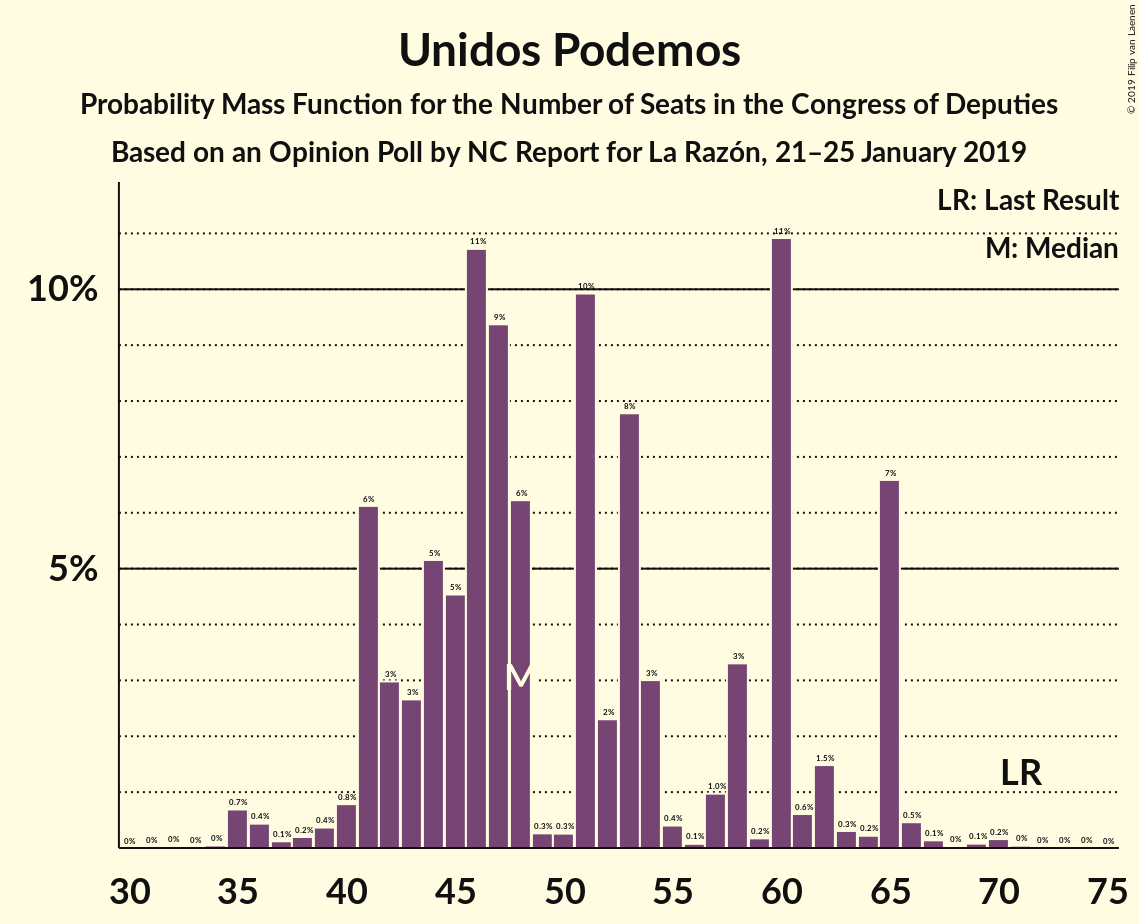 Unidos Podemos
Probability Mass Function for the Number of Seats in the Congress of Deputies
Based on an Opinion Poll by NC Report for La Razón, 21–25 January 2019
© 2019 Filip van Laenen
LR: Last Result
M: Median
10%
5%
0% 0% 0% 0% 0% 0.7% 0.4% 0.1% 0.2% 0.4% 0.8% 6% 3% 3% 5% 5% 11% 9% 6% 0.3% 0.3% 10% 2% 8% 3% 0.4% 0.1% 1.0% 3% 0.2% 11% 0.6% 1.5% 0.3% 0.2% 7% 0.5% 0.1% 0% 0.1% 0.2% 0% 0% 0% 0% 0%
M
LR
30 35 40 45 50 55 60 65 70 75